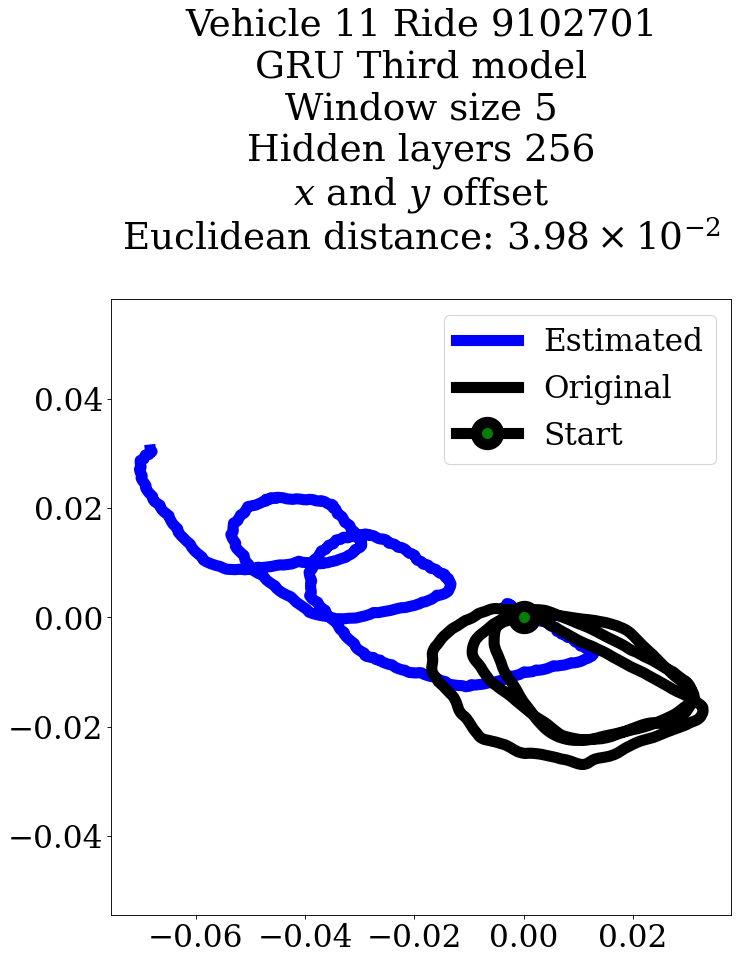 Vehicle 11 Ride 9102701
GRU Third model
Window size 5
Hidden layers 256
x and y offset
Euclidean distance: 3.98 × 10⁻²
Estimated
Original
Start
0.04
0.02
0.00
−0.02
−0.04
−0.06 −0.04 −0.02 0.00 0.02